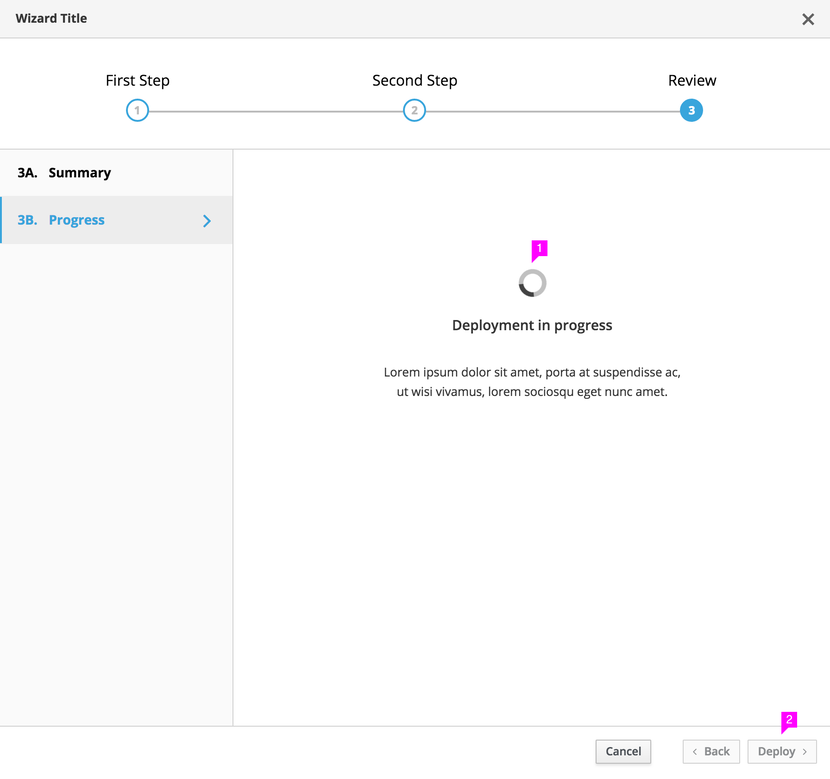 Wizard Title
First Step
Second Step
Review
1
2
3
3A. Summary
3B. Progress
1
Deployment in progress
Lorem ipsum dolor sit amet, porta at suspendisse ac,
ut wisi vivamus, lorem sociosqu eget nunc amet.
2
Cancel
Back
Deploy